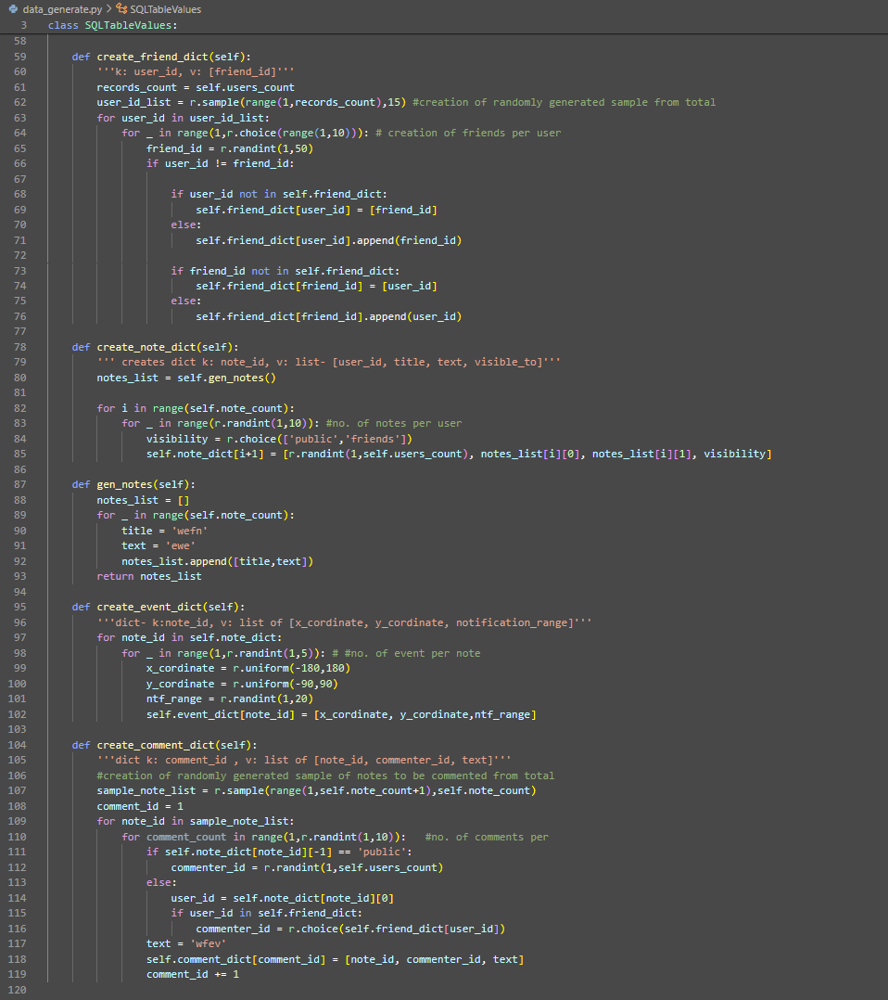 data_generate.py > SQLTableValues
3 class SQLTableValues:
58
59     def create_friend_dict(self):
60         '''k: user_id, v: [friend_id]'''
61         records_count = self.users_count
62         user_id_list = r.sample(range(1,records_count),15) #creation of randomly generated sample from total
63         for user_id in user_id_list:
64             for _ in range(1,r.choice(range(1,10))): # creation of friends per user
65                 friend_id = r.randint(1,50)
66                 if user_id != friend_id:
67
68                     if user_id not in self.friend_dict:
69                         self.friend_dict[user_id] = [friend_id]
70                     else:
71                         self.friend_dict[user_id].append(friend_id)
72
73                     if friend_id not in self.friend_dict:
74                         self.friend_dict[friend_id] = [user_id]
75                     else:
76                         self.friend_dict[friend_id].append(user_id)
77
78     def create_note_dict(self):
79         ''' creates dict k: note_id, v: list- [user_id, title, text, visible_to]'''
80         notes_list = self.gen_notes()
81
82         for i in range(self.note_count):
83             for _ in range(r.randint(1,10)): #no. of notes per user
84                 visibility = r.choice(['public','friends'])
85                 self.note_dict[i+1] = [r.randint(1,self.users_count), notes_list[i][0], notes_list[i][1], visibility]
86
87     def gen_notes(self):
88         notes_list = []
89         for _ in range(self.note_count):
90             title = 'wefn'
91             text = 'ewe'
92             notes_list.append([title,text])
93         return notes_list
94
95     def create_event_dict(self):
96         '''dict- k:note_id, v: list of [x_cordinate, y_cordinate, notification_range]'''
97         for note_id in self.note_dict:
98             for _ in range(1,r.randint(1,5)): # #no. of event per note
99                 x_cordinate = r.uniform(-180,180)
100                 y_cordinate = r.uniform(-90,90)
101                 ntf_range = r.randint(1,20)
102                 self.event_dict[note_id] = [x_cordinate, y_cordinate,ntf_range]
103
104     def create_comment_dict(self):
105         '''dict k: comment_id , v: list of [note_id, commenter_id, text]'''
106         #creation of randomly generated sample of notes to be commented from total
107         sample_note_list = r.sample(range(1,self.note_count+1),self.note_count)
108         comment_id = 1
109         for note_id in sample_note_list:
110             for comment_count in range(1,r.randint(1,10)):   #no. of comments per
111                 if self.note_dict[note_id][-1] == 'public':
112                     commenter_id = r.randint(1,self.users_count)
113                 else:
114                     user_id = self.note_dict[note_id][0]
115                     if user_id in self.friend_dict:
116                         commenter_id = r.choice(self.friend_dict[user_id])
117                 text = 'wfev'
118                 self.comment_dict[comment_id] = [note_id, commenter_id, text]
119                 comment_id += 1
120